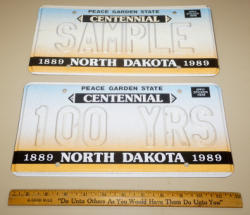 PEACE GARDEN STATE
CENTENNIAL
SAMPLE
1889 NORTH DAKOTA 1989
PEACE GARDEN STATE
CENTENNIAL
100 YRS
1889 NORTH DAKOTA 1989
"Do Unto Others As You Would Have Them Do Unto You"